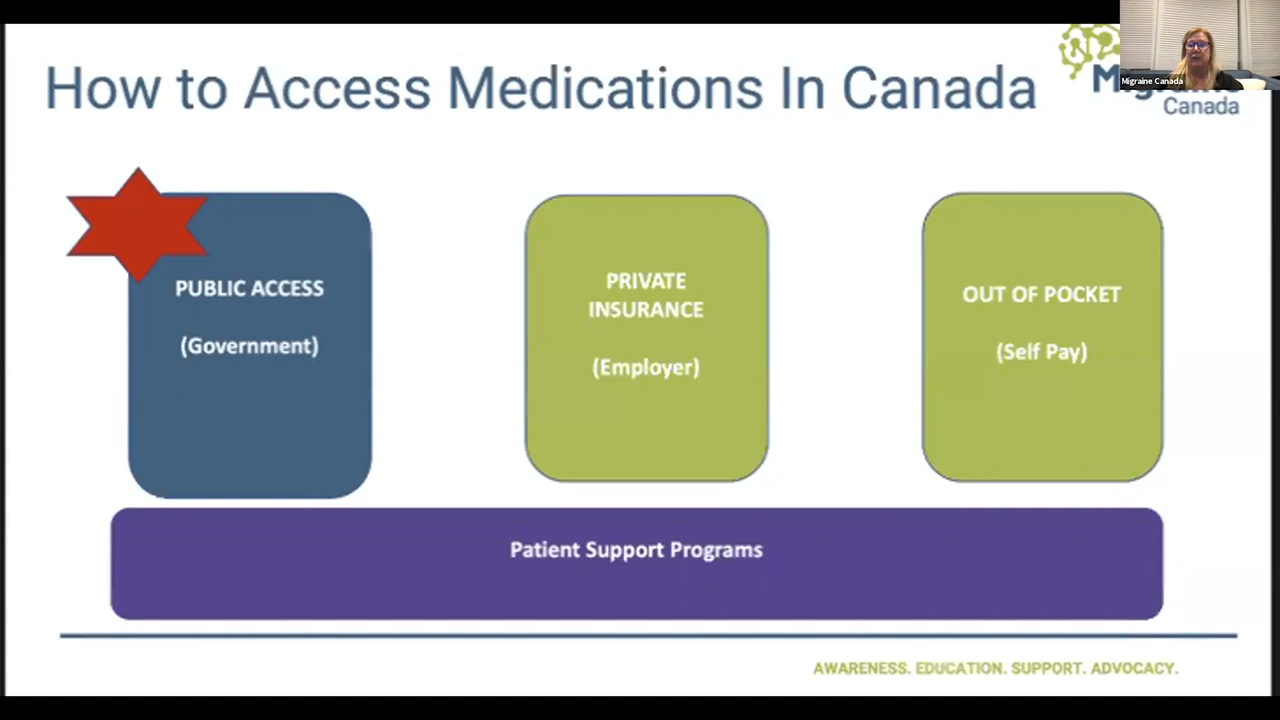 How to Access Medications In Canada
Migraine Canada
Canada
PUBLIC ACCESS
(Government)
PRIVATE
INSURANCE
(Employer)
OUT OF POCKET
(Self Pay)
Patient Support Programs
AWARENESS. EDUCATION. SUPPORT. ADVOCACY.